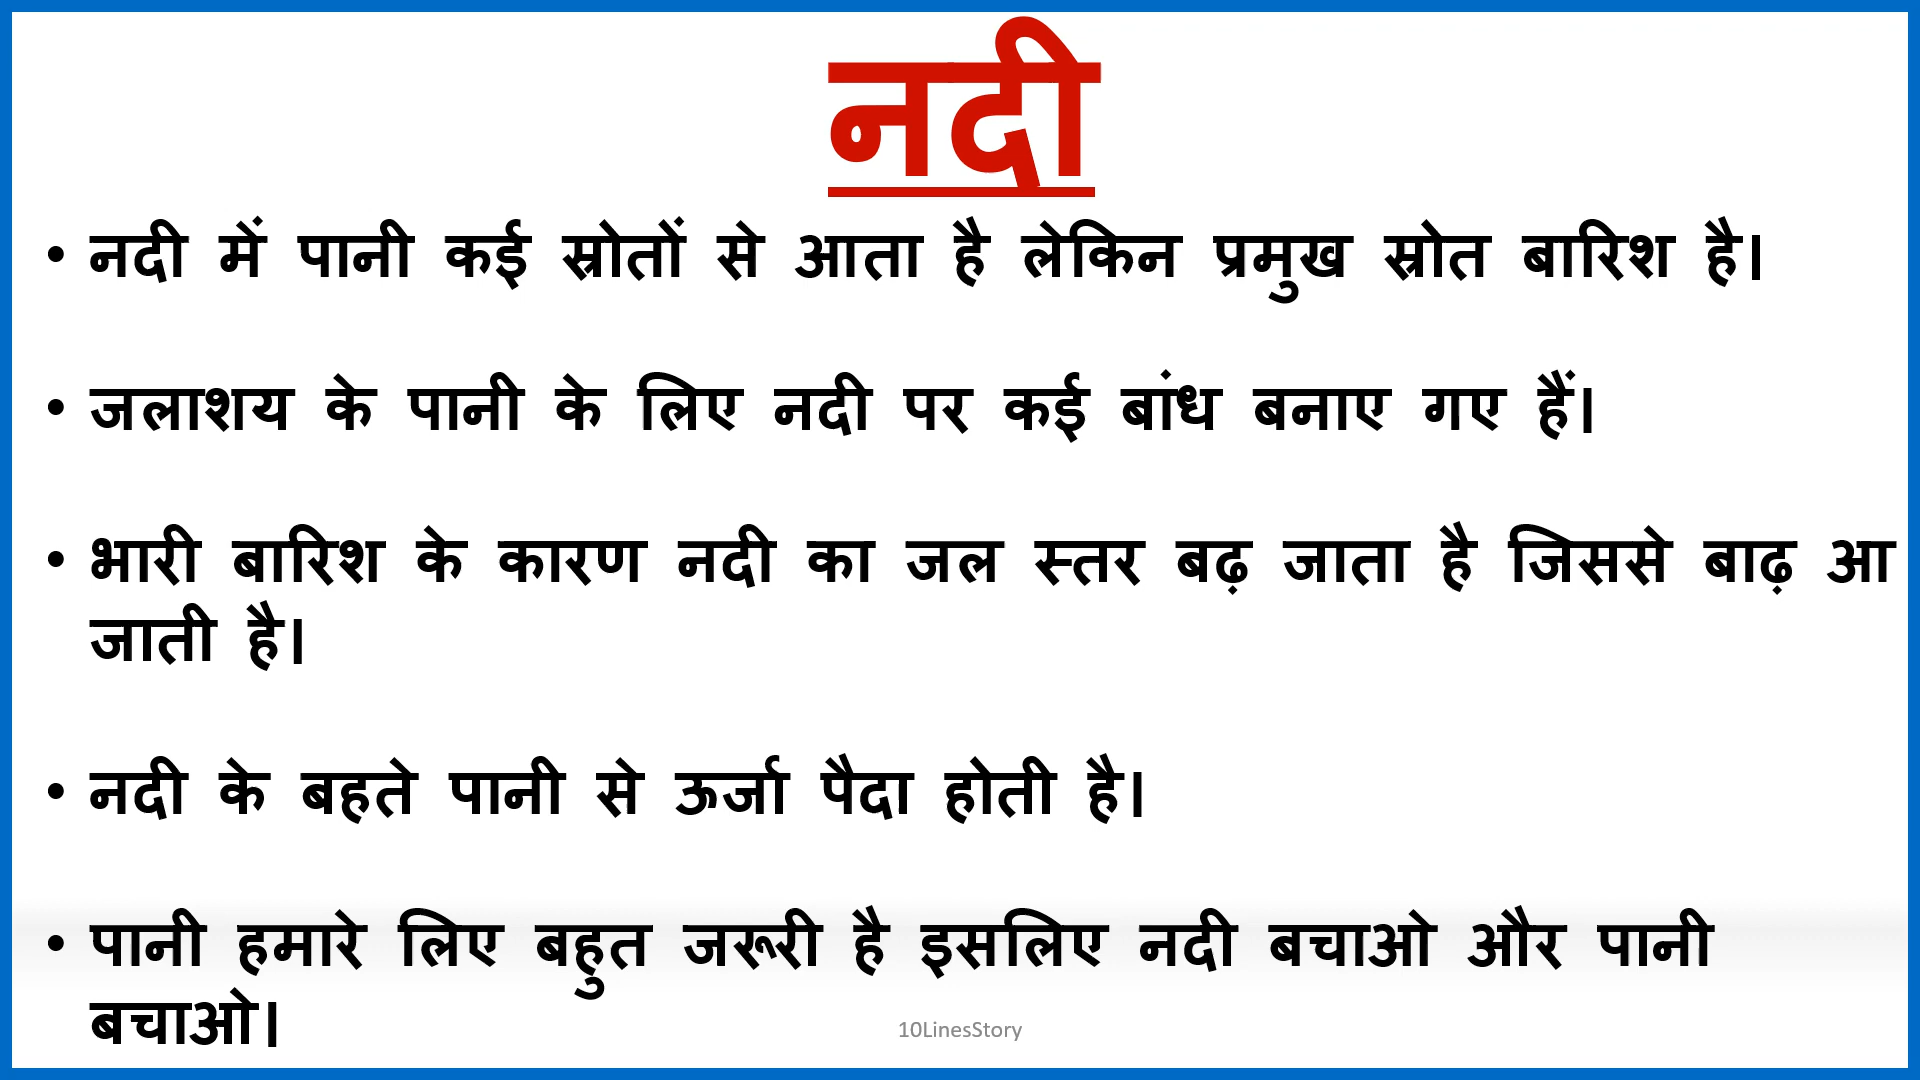 नदी
• नदी में पानी कई स्रोतों से आता है लेकिन प्रमुख स्रोत बारिश है।
• जलाशय के पानी के लिए नदी पर कई बांध बनाए गए हैं।
• भारी बारिश के कारण नदी का जल स्तर बढ़ जाता है जिससे बाढ़ आ
जाती है।
• नदी के बहते पानी से ऊर्जा पैदा होती है।
• पानी हमारे लिए बहुत जरूरी है इसलिए नदी बचाओ और पानी
बचाओ।
10LinesStory